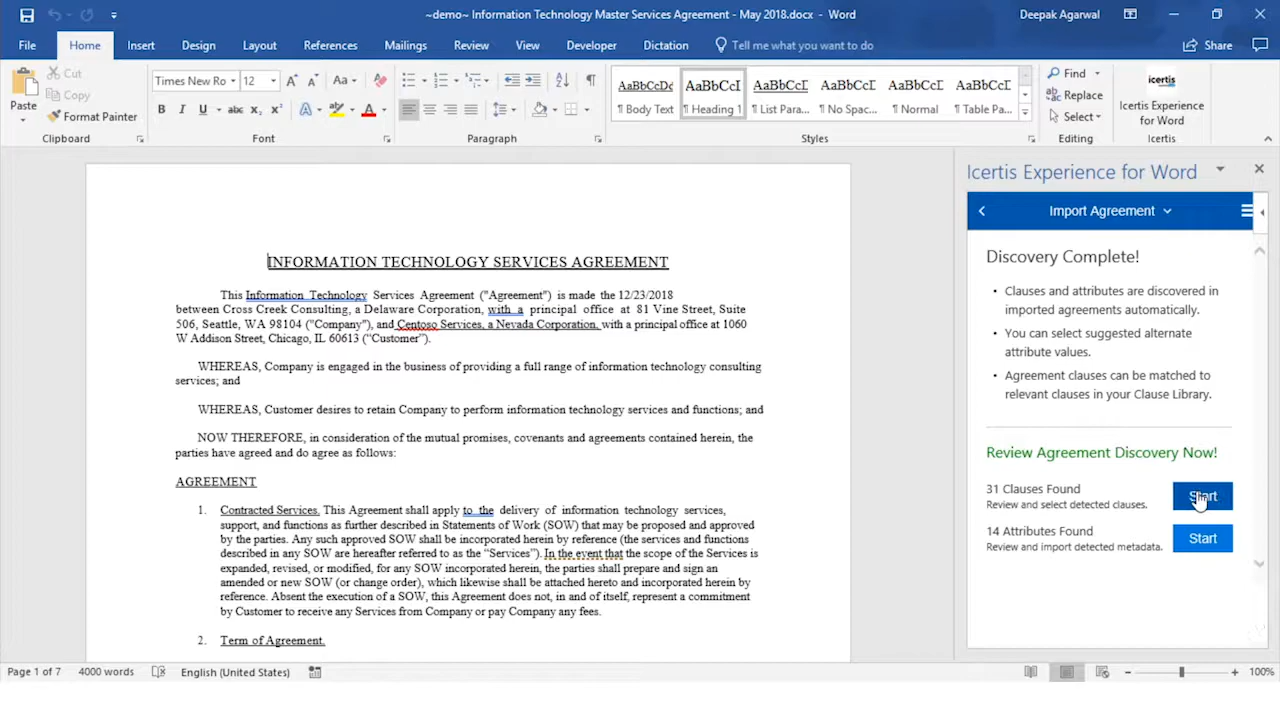 ~demo~ Information Technology Master Services Agreement - May 2018.docx - Word
Deepak Agarwal
File Home Insert Design Layout References Mailings Review View Developer Dictation Tell me what you want to do Share
Paste
Cut
Copy
Format Painter
Clipboard
Times New Ro 12
Aa
B I U abc x₂ x² A A
Font
Paragraph
AaBbCcDc AaBbCcI AaBbCcL AaBbCcI AaBbCcI AaBbCcI
¶ Body Text ¶ Heading 1 ¶ List Para... ¶ No Spac... ¶ Normal ¶ Table Pa...
Styles
Find
Replace
Select
Editing
icertis
Icertis Experience
for Word
Icertis
INFORMATION TECHNOLOGY SERVICES AGREEMENT
This Information Technology Services Agreement ("Agreement") is made the 12/23/2018
between Cross Creek Consulting, a Delaware Corporation, with a principal office at 81 Vine Street, Suite
506, Seattle, WA 98104 ("Company"), and Centoso Services, a Nevada Corporation, with a principal office at 1060
W Addison Street, Chicago, IL 60613 ("Customer").
WHEREAS, Company is engaged in the business of providing a full range of information technology consulting
services; and
WHEREAS, Customer desires to retain Company to perform information technology services and functions; and
NOW THEREFORE, in consideration of the mutual promises, covenants and agreements contained herein, the
parties have agreed and do agree as follows:
AGREEMENT
1. Contracted Services. This Agreement shall apply to the delivery of information technology services,
support, and functions as further described in Statements of Work (SOW) that may be proposed and approved
by the parties. Any such approved SOW shall be incorporated herein by reference (the services and functions
described in any SOW are hereafter referred to as the "Services"). In the event that the scope of the Services is
expanded, revised, or modified, for any SOW incorporated herein, the parties shall prepare and sign an
amended or new SOW (or change order), which likewise shall be attached hereto and incorporated herein by
reference. Absent the execution of a SOW, this Agreement does not, in and of itself, represent a commitment
by Customer to receive any Services from Company or pay Company any fees.
2. Term of Agreement.
Icertis Experience for Word
Import Agreement
Discovery Complete!
• Clauses and attributes are discovered in
imported agreements automatically.
• You can select suggested alternate
attribute values.
• Agreement clauses can be matched to
relevant clauses in your Clause Library.
Review Agreement Discovery Now!
31 Clauses Found
Review and select detected clauses.
Start
14 Attributes Found
Review and import detected metadata.
Start
Page 1 of 7 4000 words English (United States) 100%